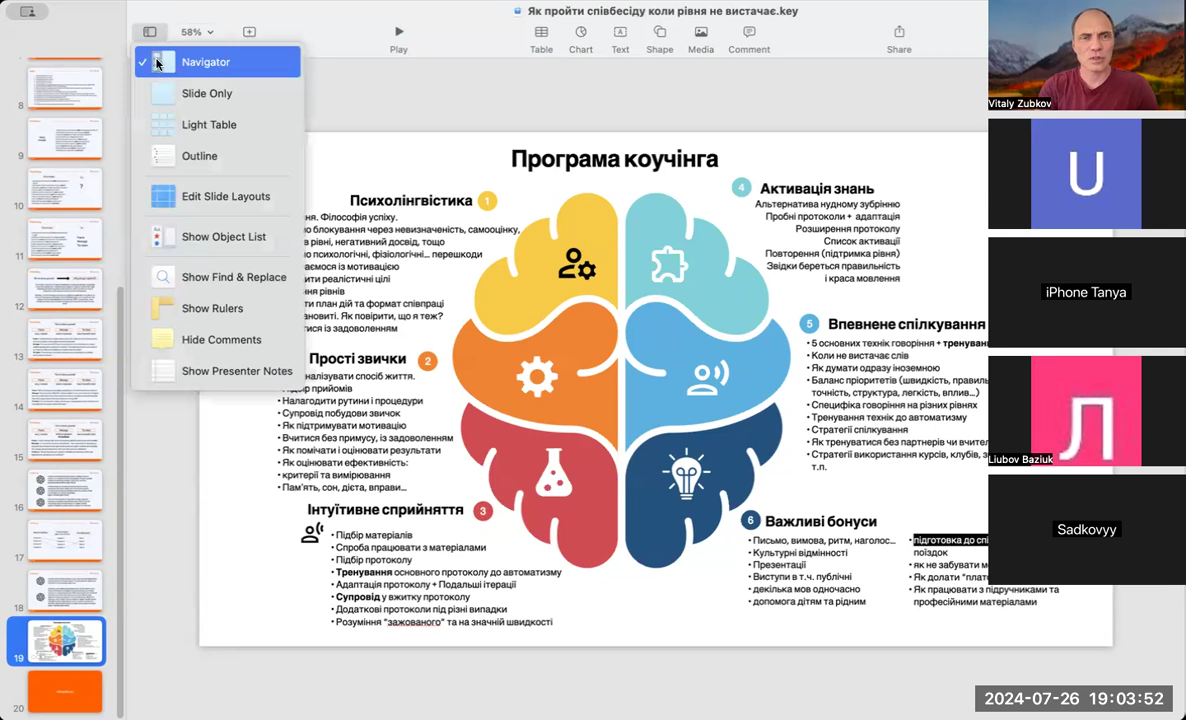 Як пройти співбесіду коли рівня не вистачає.key
58%
Play
Table
Chart
Text
Shape
Media
Comment
Share
Navigator
Slide Only
Light Table
Outline
Edit Slide Layouts
Show Object List
Show Find & Replace
Show Rulers
Hide Comments
Show Presenter Notes
8
9
10
11
12
13
14
15
16
17
18
19
20
Програма коучінга
Психолінгвістика 1
ня. Філософія успіху.
о блокування через невизначеність, самооцінку,
в рівні, негативний досвід, тощо
психологічні, фізіологічні... перешкоди
ваємося із мотивацією
ити реалістичні цілі
ння рівня
ити план дій та формат співпраці
ановити. Як повірити, що я теж?
тися із задоволенням
Прості звички 2
налізувати спосіб життя.
прийомів
• Налагодити рутини і процедури
• Супровід побудови звичок
• Як підтримувати мотивацію
• Вчитися без примусу, із задоволенням
• Як помічати і оцінювати результати
• Як оцінювати ефективність:
• критерії та вимірювання
• Пам'ять, сон, дієта, вправи...
Інтуїтивне сприйняття 3
• Підбір матеріалів
• Спроба працювати з матеріалами
• Підбір протоколу
• Тренування основного протоколу до автоматизму
• Адаптація протоколу + Подальші ітерації
• Супровід у вжитку протоколу
• Додаткові протоколи під різні випадки
• Розуміння "зажованого" та на значній швидкості
4 Активація знань
Альтернатива нудному зубрінню
Пробні протоколи + адаптація
Розширення протоколу
Список активації
Повторення (підтримка рівня)
Звідки береться правильність
і краса мовлення
5 Впевнене спілкування
• 5 основних технік говоріння + тренуван
• Коли не вистачає слів
• Як думати одразу іноземною
• Баланс пріоритетів (швидкість, правиль
точність, структура, легкість, вплив...)
• Специфіка говоріння на різних рівнях
• Тренування технік до автоматизму
• Стратегії спілкування
• Як тренуватися без партнерів чи вчител
• Стратегії використання курсів, клубів, з
т.п.
6 Важливі бонуси
• Письмо, вимова, ритм, наголос...
• Культурні відмінності
• Презентації
• Виступи в т.ч. публічні
• декілька мов одночасно
• допомога дітям та рідним
• підготовка до спі
поїздок
• як не забувати м
• Як долати "плат
• Як працювати з підручниками та
професійними матеріалами
Vitaly Zubkov
U
iPhone Tanya
Л
Liubov Baziuk
Sadkovyy
2024-07-26 19:03:52